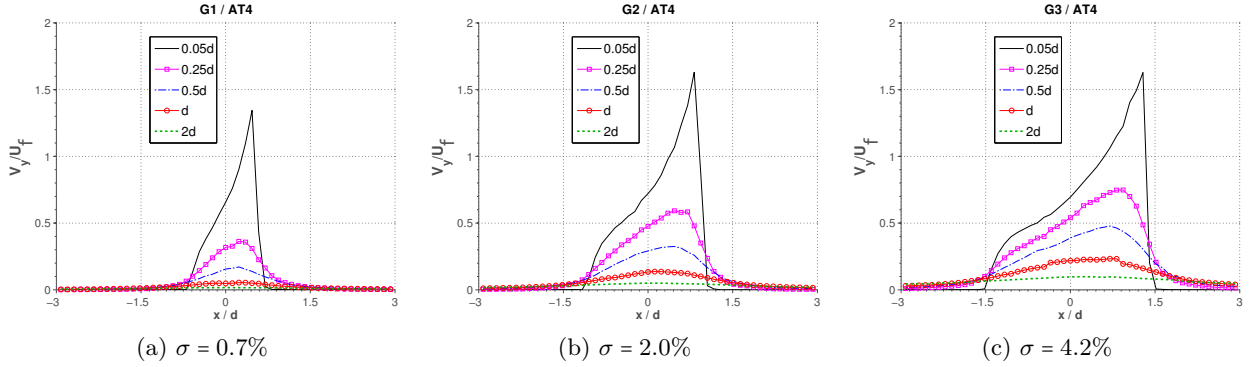 G1 / AT4
2
1.5
1
0.5
0
V_y/U_f
0.05d
0.25d
0.5d
d
2d
−3
−1.5
0
1.5
3
x / d
(a) σ = 0.7%
G2 / AT4
2
1.5
1
0.5
0
V_y/U_f
0.05d
0.25d
0.5d
d
2d
−3
−1.5
0
1.5
3
x / d
(b) σ = 2.0%
G3 / AT4
2
1.5
1
0.5
0
V_y/U_f
0.05d
0.25d
0.5d
d
2d
−3
−1.5
0
1.5
3
x / d
(c) σ = 4.2%